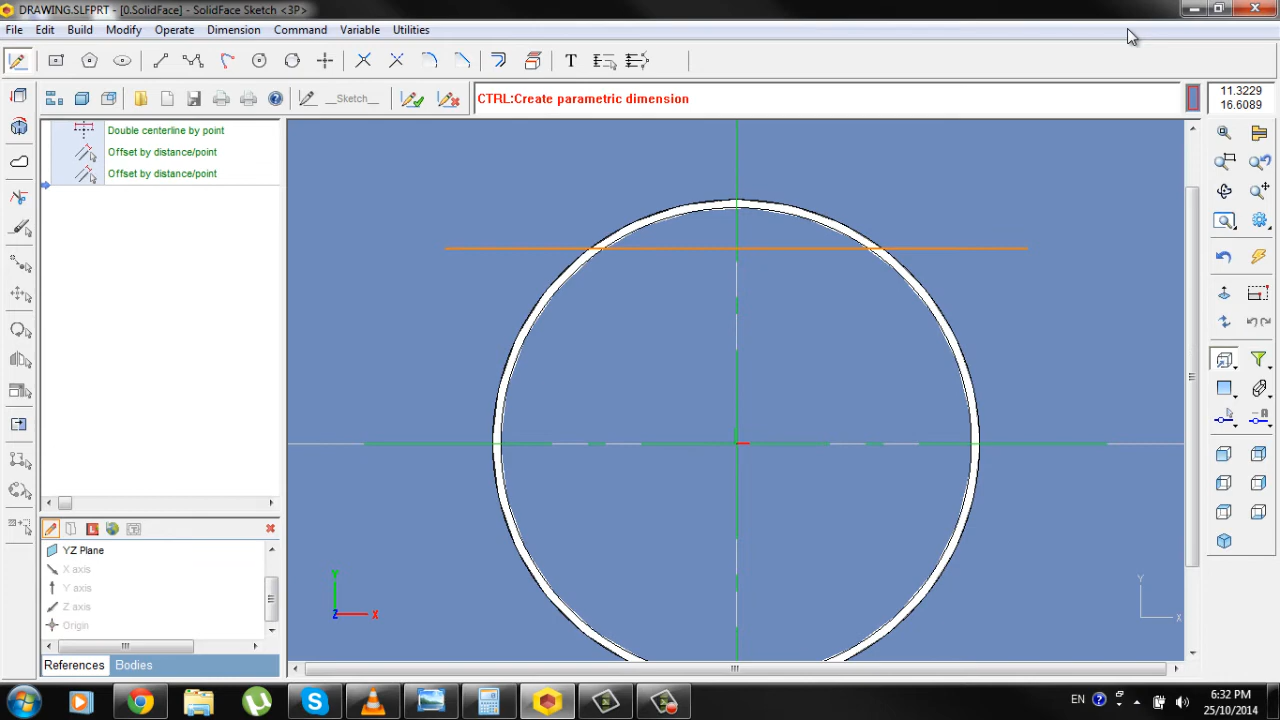 DRAWING.SLFPRT - [0.SolidFace] - SolidFace Sketch <3P>
File Edit Build Modify Operate Dimension Command Variable Utilities
T
__Sketch__ CTRL:Create parametric dimension 11.3229
16.6089
Double centerline by point
Offset by distance/point
Offset by distance/point
YZ Plane
X axis
Y axis
Z axis
Origin
References Bodies
Y
Z X
Y
X
EN 6:32 PM
25/10/2014